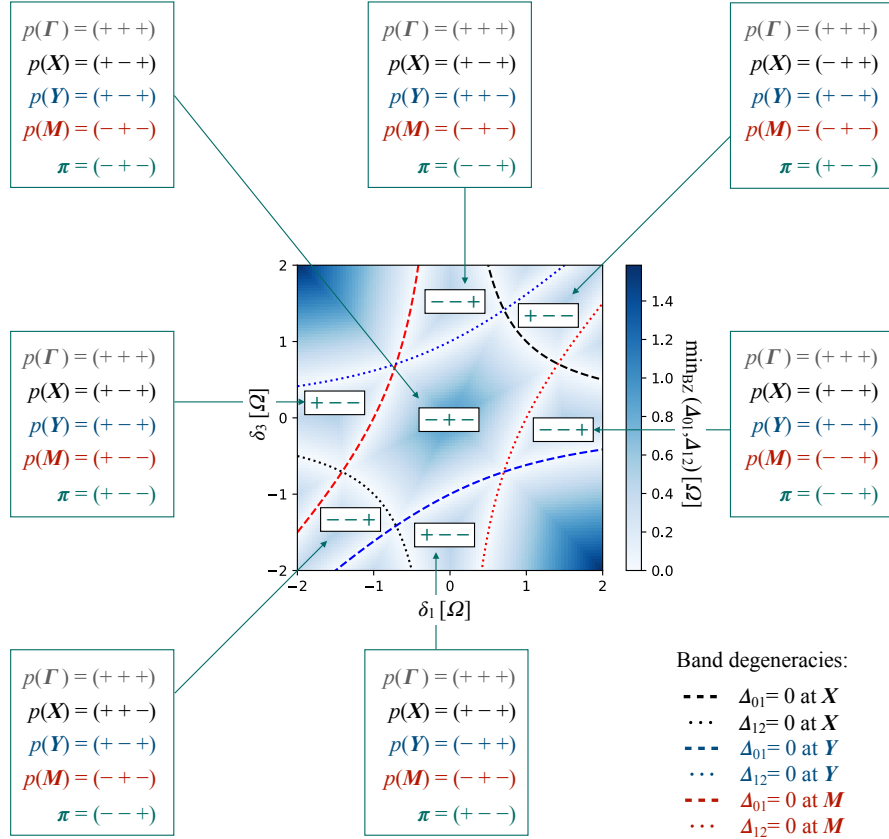 p(Γ) = (+ + +)
p(X) = (+ − +)
p(Y) = (+ − +)
p(M) = (− + −)
π = (− + −)
p(Γ) = (+ + +)
p(X) = (+ − +)
p(Y) = (+ + −)
p(M) = (− + −)
π = (− − +)
p(Γ) = (+ + +)
p(X) = (− + +)
p(Y) = (+ − +)
p(M) = (− + −)
π = (+ − −)
p(Γ) = (+ + +)
p(X) = (+ − +)
p(Y) = (+ − +)
p(M) = (+ − −)
π = (+ − −)
2
1
0
−1
−2
δ₃ [Ω]
− − +
+ − −
+ − −
− + −
− − +
− − +
+ − −
−2
−1
0
1
2
δ₁ [Ω]
1.4
1.2
1.0
0.8
0.6
0.4
0.2
0.0
min_BZ (Δ₀₁,Δ₁₂) [Ω]
p(Γ) = (+ + +)
p(X) = (+ − +)
p(Y) = (+ − +)
p(M) = (− − +)
π = (− − +)
p(Γ) = (+ + +)
p(X) = (+ + −)
p(Y) = (+ − +)
p(M) = (− + −)
π = (− − +)
p(Γ) = (+ + +)
p(X) = (+ − +)
p(Y) = (− + +)
p(M) = (− + −)
π = (+ − −)
Band degeneracies:
Δ₀₁= 0 at X
Δ₁₂= 0 at X
Δ₀₁= 0 at Y
Δ₁₂= 0 at Y
Δ₀₁= 0 at M
Δ₁₂= 0 at M